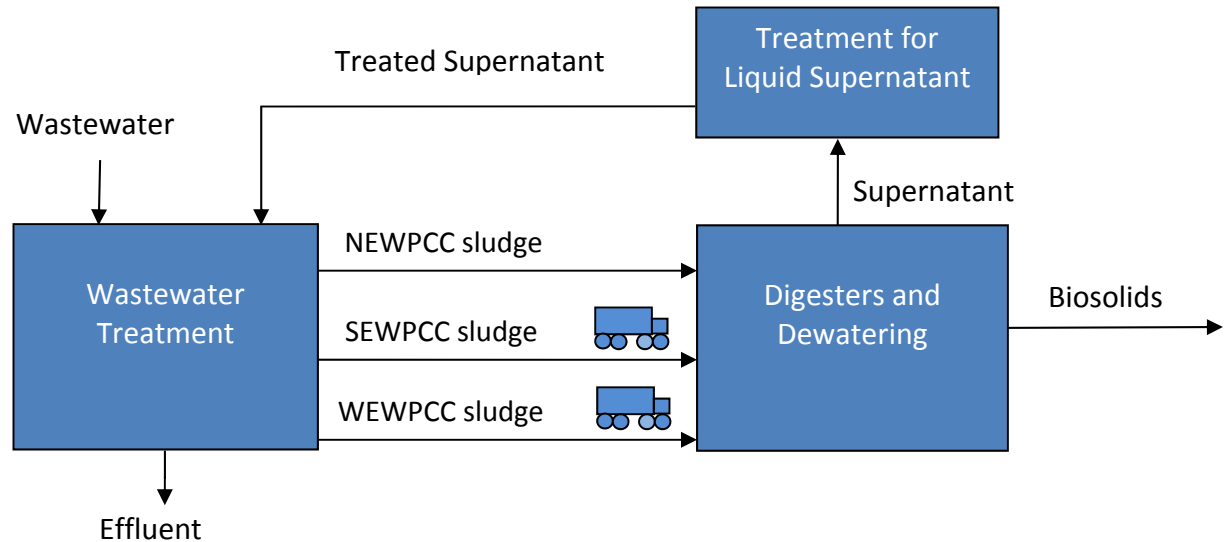 Treatment for
Liquid Supernatant
Treated Supernatant
Wastewater
Supernatant
NEWPCC sludge
Wastewater
Treatment
SEWPCC sludge
WEWPCC sludge
Digesters and
Dewatering
Biosolids
Effluent